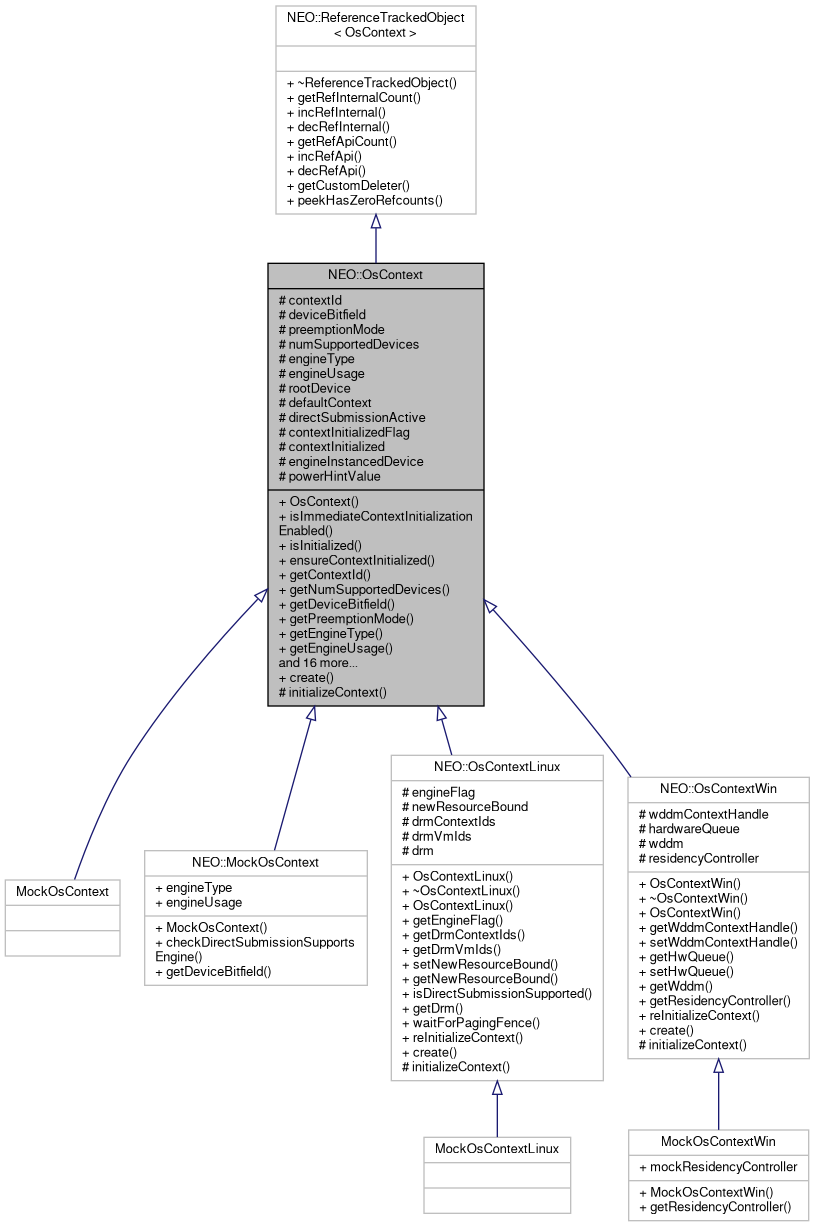 NEO::ReferenceTrackedObject
< OsContext >
+ ~ReferenceTrackedObject()
+ getRefInternalCount()
+ incRefInternal()
+ decRefInternal()
+ getRefApiCount()
+ incRefApi()
+ decRefApi()
+ getCustomDeleter()
+ peekHasZeroRefcounts()
NEO::OsContext
# contextId
# deviceBitfield
# preemptionMode
# numSupportedDevices
# engineType
# engineUsage
# rootDevice
# defaultContext
# directSubmissionActive
# contextInitializedFlag
# contextInitialized
# engineInstancedDevice
# powerHintValue
+ OsContext()
+ isImmediateContextInitialization
Enabled()
+ isInitialized()
+ ensureContextInitialized()
+ getContextId()
+ getNumSupportedDevices()
+ getDeviceBitfield()
+ getPreemptionMode()
+ getEngineType()
+ getEngineUsage()
and 16 more...
+ create()
# initializeContext()
MockOsContext
NEO::MockOsContext
+ engineType
+ engineUsage
+ MockOsContext()
+ checkDirectSubmissionSupports
Engine()
+ getDeviceBitfield()
NEO::OsContextLinux
# engineFlag
# newResourceBound
# drmContextIds
# drmVmIds
# drm
+ OsContextLinux()
+ ~OsContextLinux()
+ OsContextLinux()
+ getEngineFlag()
+ getDrmContextIds()
+ getDrmVmIds()
+ setNewResourceBound()
+ getNewResourceBound()
+ isDirectSubmissionSupported()
+ getDrm()
+ waitForPagingFence()
+ reInitializeContext()
+ create()
# initializeContext()
NEO::OsContextWin
# wddmContextHandle
# hardwareQueue
# wddm
# residencyController
+ OsContextWin()
+ ~OsContextWin()
+ OsContextWin()
+ getWddmContextHandle()
+ setWddmContextHandle()
+ getHwQueue()
+ setHwQueue()
+ getWddm()
+ getResidencyController()
+ reInitializeContext()
+ create()
# initializeContext()
MockOsContextLinux
MockOsContextWin
+ mockResidencyController
+ MockOsContextWin()
+ getResidencyController()